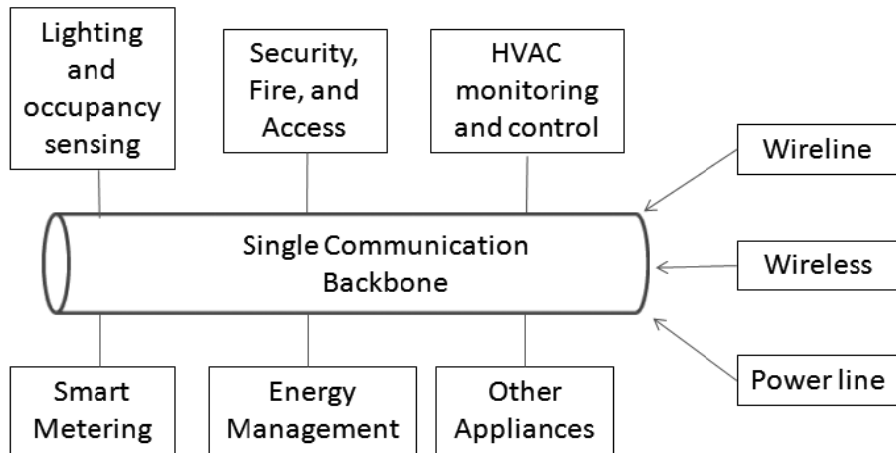 Lighting
and
occupancy
sensing
Security,
Fire, and
Access
HVAC
monitoring
and control
Wireline
Single Communication
Backbone
Wireless
Smart
Metering
Energy
Management
Other
Appliances
Power line